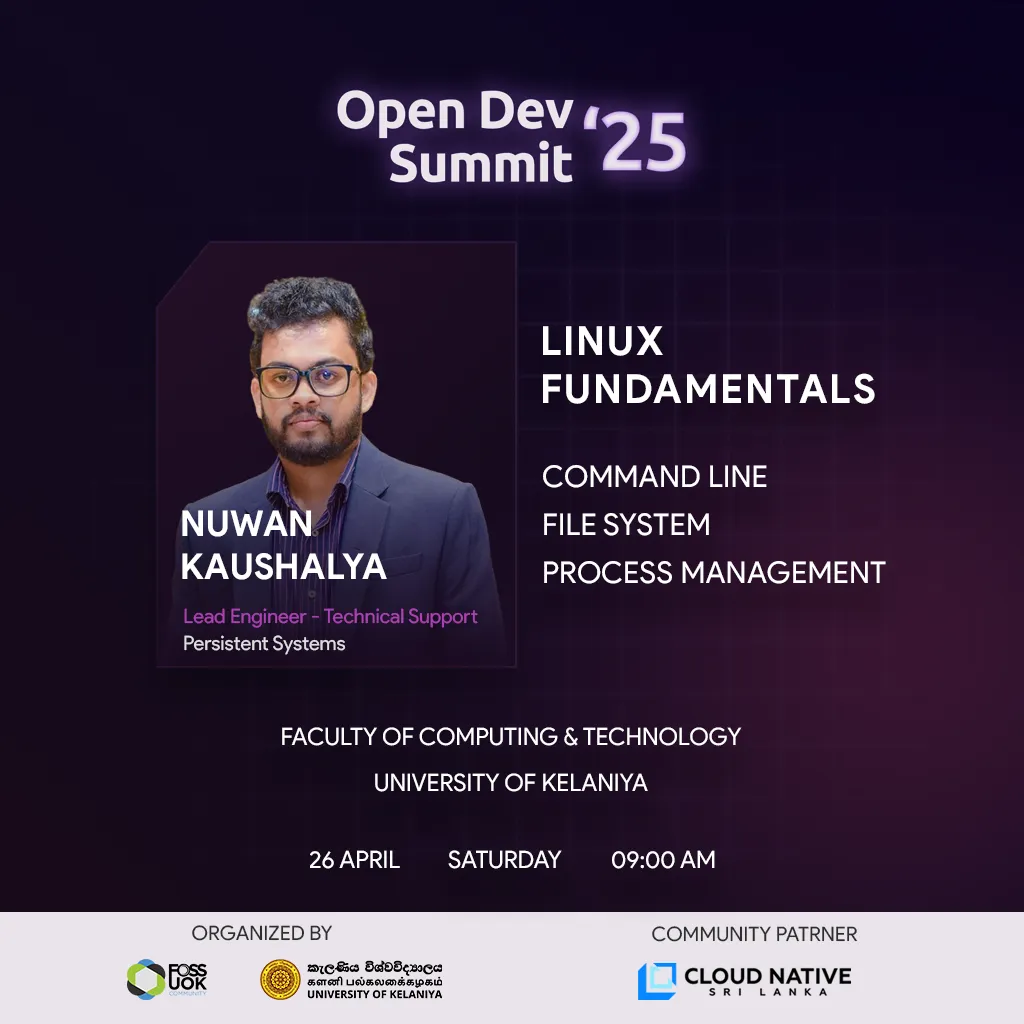 Open Dev
Summit ‘25
LINUX
FUNDAMENTALS
COMMAND LINE
FILE SYSTEM
PROCESS MANAGEMENT
NUWAN
KAUSHALYA
Lead Engineer - Technical Support
Persistent Systems
FACULTY OF COMPUTING & TECHNOLOGY
UNIVERSITY OF KELANIYA
26 APRIL SATURDAY 09:00 AM
ORGANIZED BY
FOSS
UOK
COMMUNITY
කැලණිය විශ්වවිද්‍යාලය
களனி பல்கலைக்கழகம்
UNIVERSITY OF KELANIYA
COMMUNITY PATRNER
CLOUD NATIVE
SRI LANKA